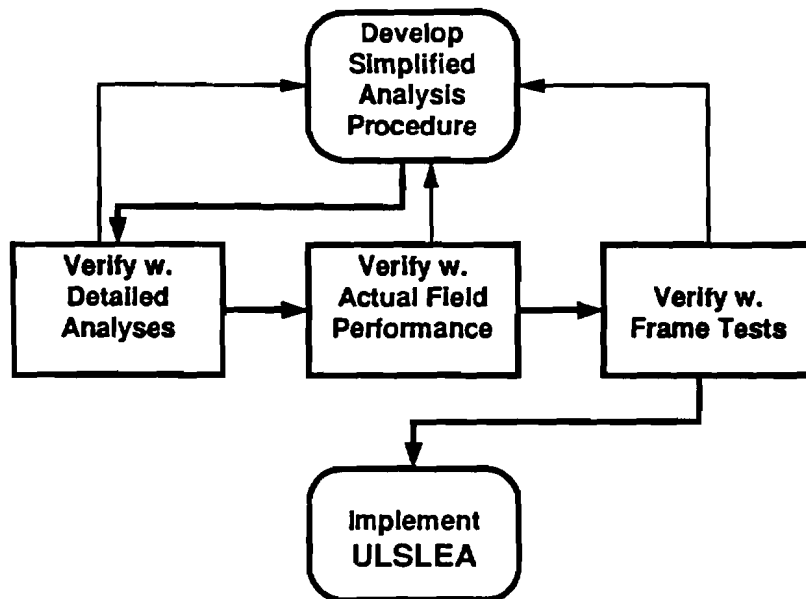 Develop
Simplified
Analysis
Procedure
Verify w.
Detailed
Analyses
Verify w.
Actual Field
Performance
Verify w.
Frame Tests
Implement
ULSLEA